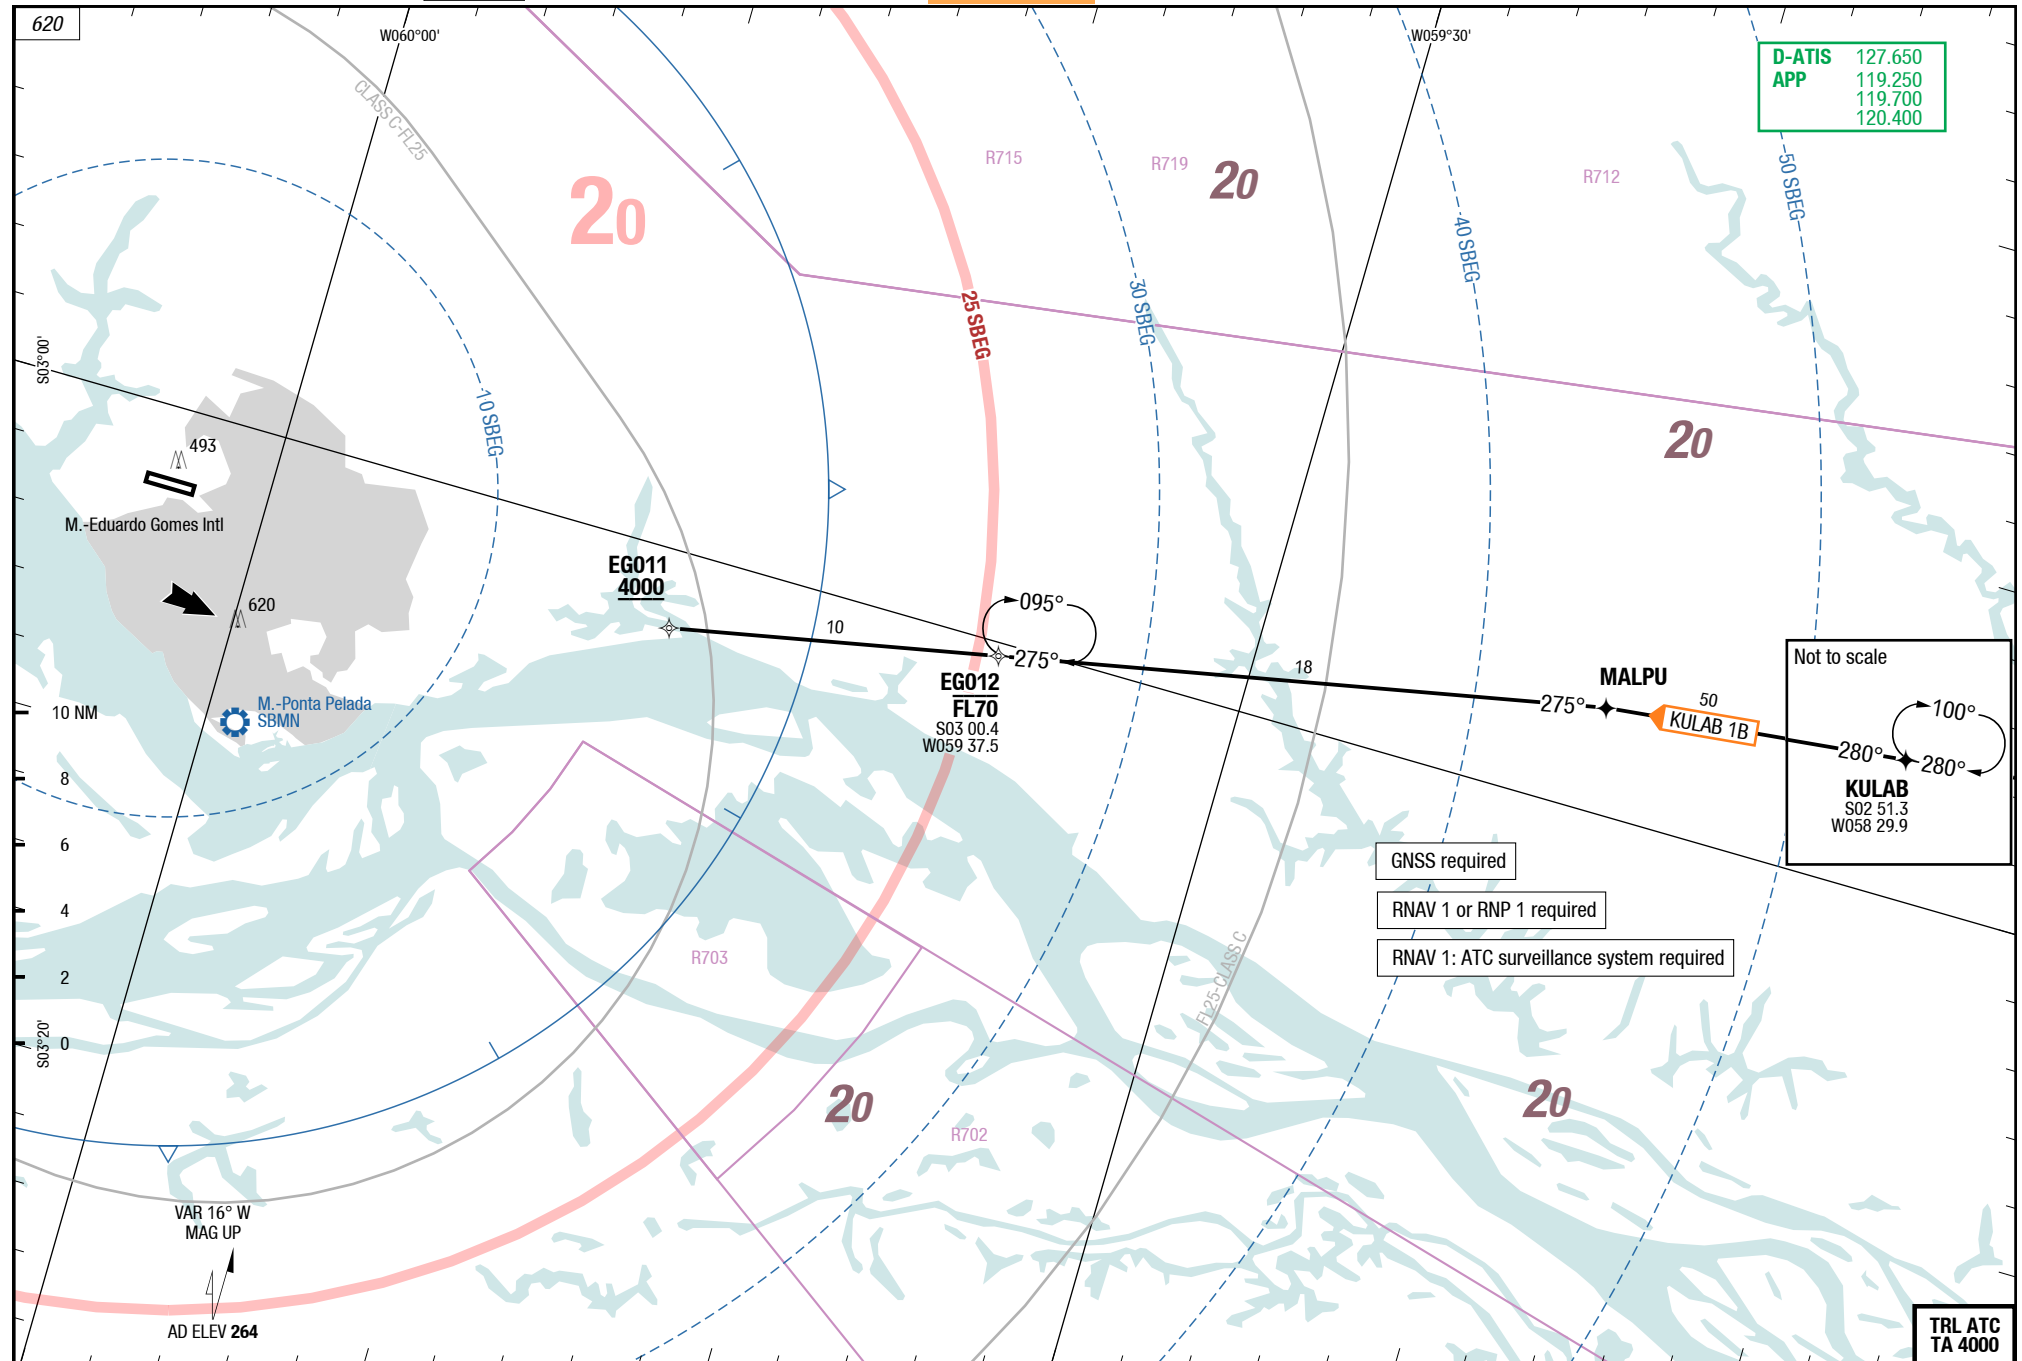 620
W060°00'
W059°30'
D-ATIS 127.650
APP 119.250
119.700
120.400
CLASS C-FL25
20
R715
R719
20
R712
50 SBEG
40 SBEG
30 SBEG
25 SBEG
10 SBEG
S03°00'
20
493
M.-Eduardo Gomes Intl
620
EG011
4000
10
095°
275°
EG012
FL70
S03 00.4
W059 37.5
18
275°
MALPU
50
KULAB 1B
Not to scale
100°
280°
280°
KULAB
S02 51.3
W058 29.9
M.-Ponta Pelada
SBMN
10 NM
8
6
4
2
0
S03°20'
GNSS required
RNAV 1 or RNP 1 required
RNAV 1: ATC surveillance system required
R703
FL25-CLASS C
20
20
R702
VAR 16° W
MAG UP
AD ELEV 264
TRL ATC
TA 4000